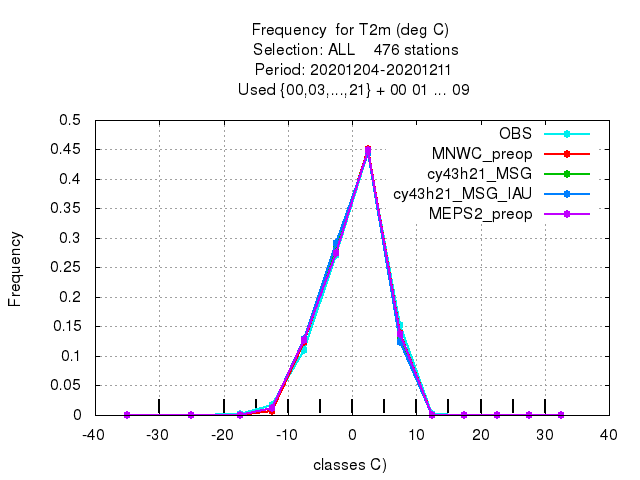 Frequency  for T2m (deg C)
Selection: ALL    476 stations
Period: 20201204-20201211
Used {00,03,...,21} + 00 01 ... 09
OBS
MNWC_preop
cy43h21_MSG
cy43h21_MSG_IAU
MEPS2_preop
Frequency
0.5
0.45
0.4
0.35
0.3
0.25
0.2
0.15
0.1
0.05
0
-40 -30 -20 -10 0 10 20 30 40
classes C)